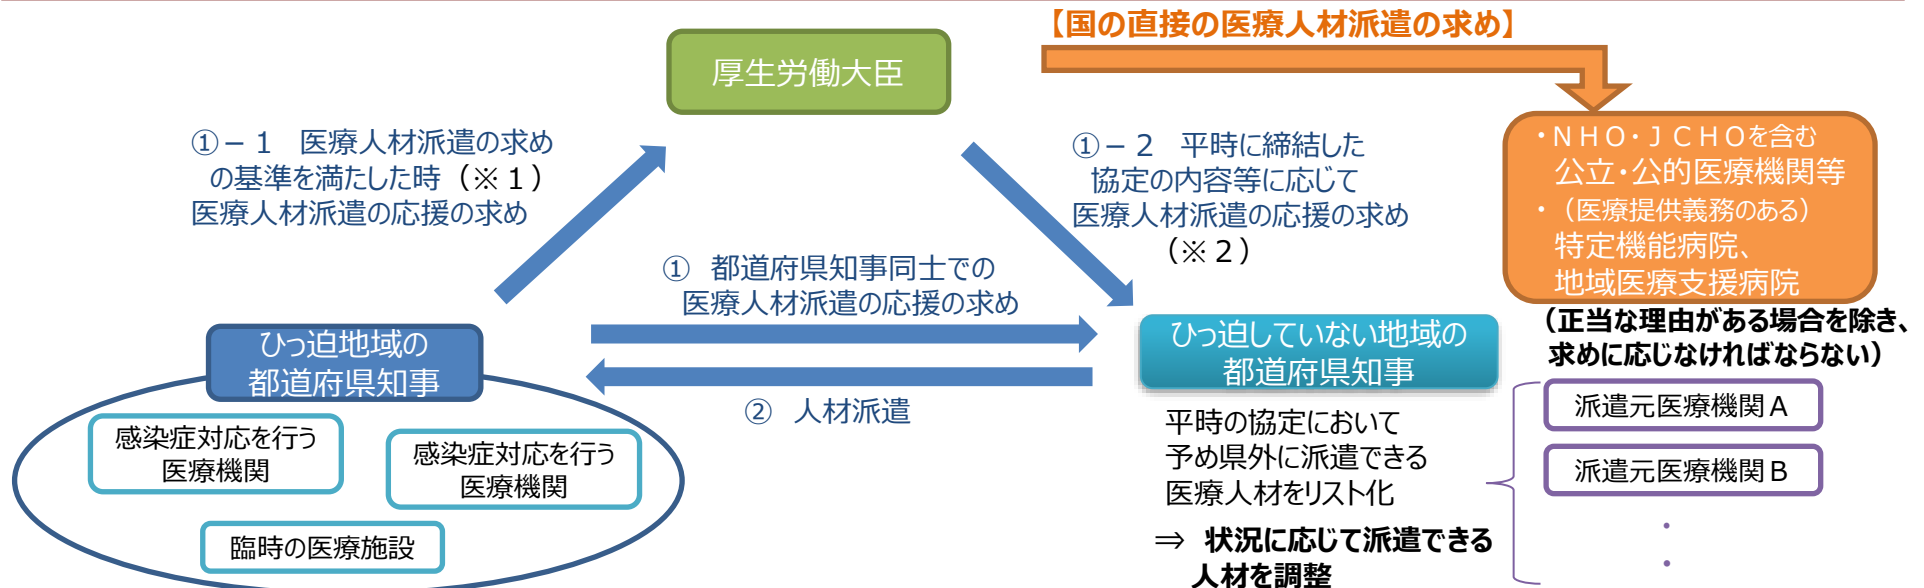 【国の直接の医療人材派遣の求め】
厚生労働大臣
①－１　医療人材派遣の求め
の基準を満たした時（※１）
医療人材派遣の応援の求め
①－２　平時に締結した
協定の内容等に応じて
医療人材派遣の応援の求め
（※２）
・ＮＨＯ・ＪＣＨＯを含む
公立・公的医療機関等
・（医療提供義務のある）
特定機能病院、
地域医療支援病院
（正当な理由がある場合を除き、
求めに応じなければならない）
①　都道府県知事同士での
医療人材派遣の応援の求め
ひっ迫地域の
都道府県知事
ひっ迫していない地域の
都道府県知事
②　人材派遣
感染症対応を行う
医療機関
感染症対応を行う
医療機関
臨時の医療施設
平時の協定において
予め県外に派遣できる
医療人材をリスト化
⇒　状況に応じて派遣できる
人材を調整
派遣元医療機関Ａ
派遣元医療機関Ｂ
・
・